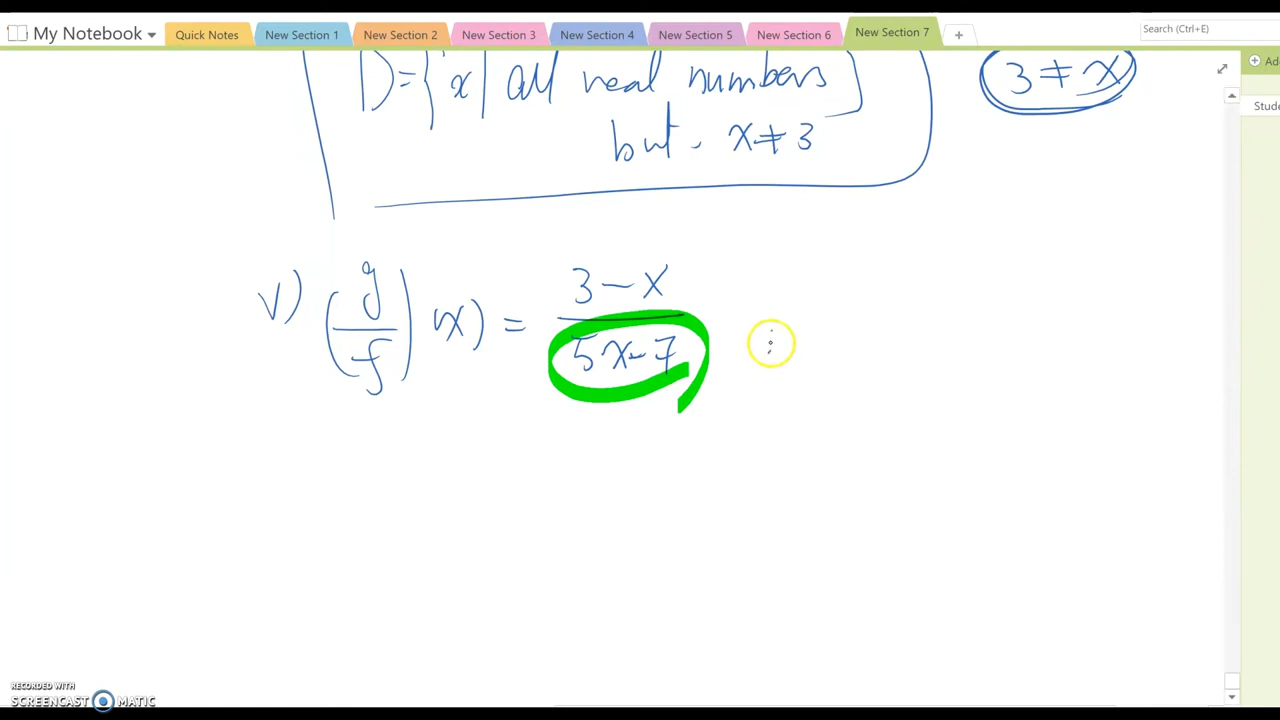 My Notebook
Quick Notes
New Section 1
New Section 2
New Section 3
New Section 4
New Section 5
New Section 6
New Section 7
+
Search (Ctrl+E)
Ad
Stude
D={x| all real numbers
but. x≠3}
3≠x
v) (g/f)(x) = (3-x)/(5x-7)
RECORDED WITH
SCREENCAST MATIC